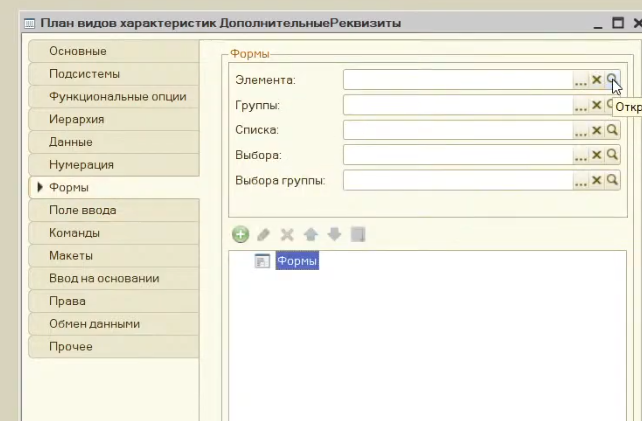 План видов характеристик ДополнительныеРеквизиты
Основные
Подсистемы
Функциональные опции
Иерархия
Данные
Нумерация
Формы
Поле ввода
Команды
Макеты
Ввод на основании
Права
Обмен данными
Прочее
Формы
Элемента:
Группы:
Откр
Списка:
Выбора:
Выбора группы:
Формы